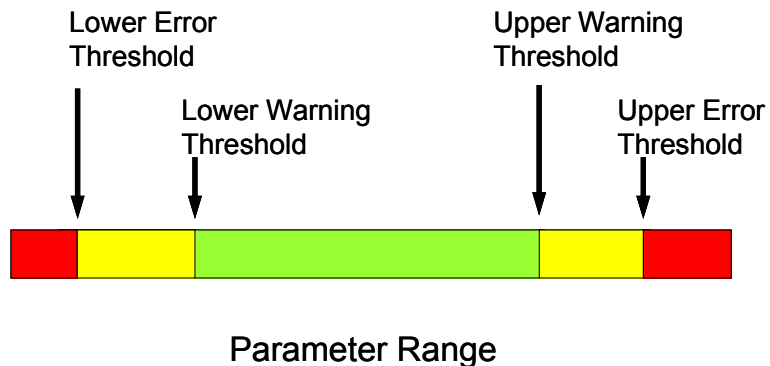 Lower Error
Threshold
Upper Warning
Threshold
Lower Warning
Threshold
Upper Error
Threshold
Parameter Range